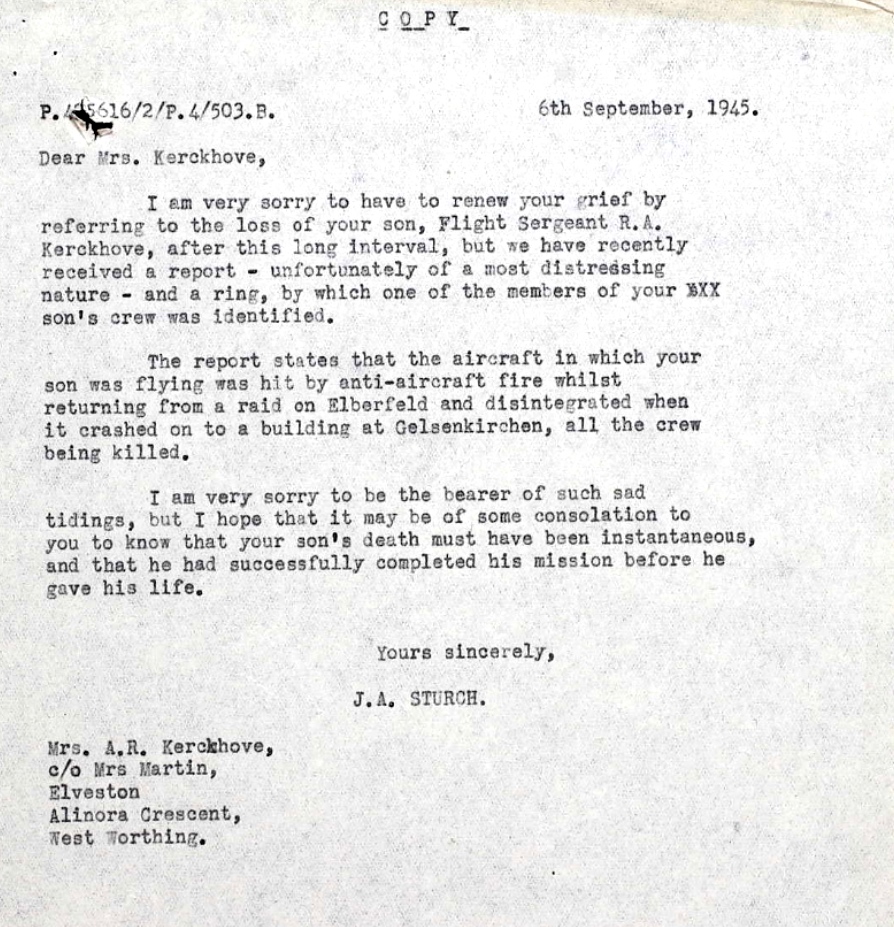 C O P Y
P. 5616/2/P.4/503.B. 6th September, 1945.
Dear Mrs. Kerckhove,
I am very sorry to have to renew your grief by
referring to the loss of your son, Flight Sergeant R.A.
Kerckhove, after this long interval, but we have recently
received a report - unfortunately of a most distressing
nature - and a ring, by which one of the members of your XXX
son's crew was identified.
The report states that the aircraft in which your
son was flying was hit by anti-aircraft fire whilst
returning from a raid on Elberfeld and disintegrated when
it crashed on to a building at Gelsenkirchen, all the crew
being killed.
I am very sorry to be the bearer of such sad
tidings, but I hope that it may be of some consolation to
you to know that your son's death must have been instantaneous,
and that he had successfully completed his mission before he
gave his life.
Yours sincerely,
J.A. STURCH.
Mrs. A.R. Kerckhove,
c/o Mrs Martin,
Elveston
Alinora Crescent,
West Worthing.